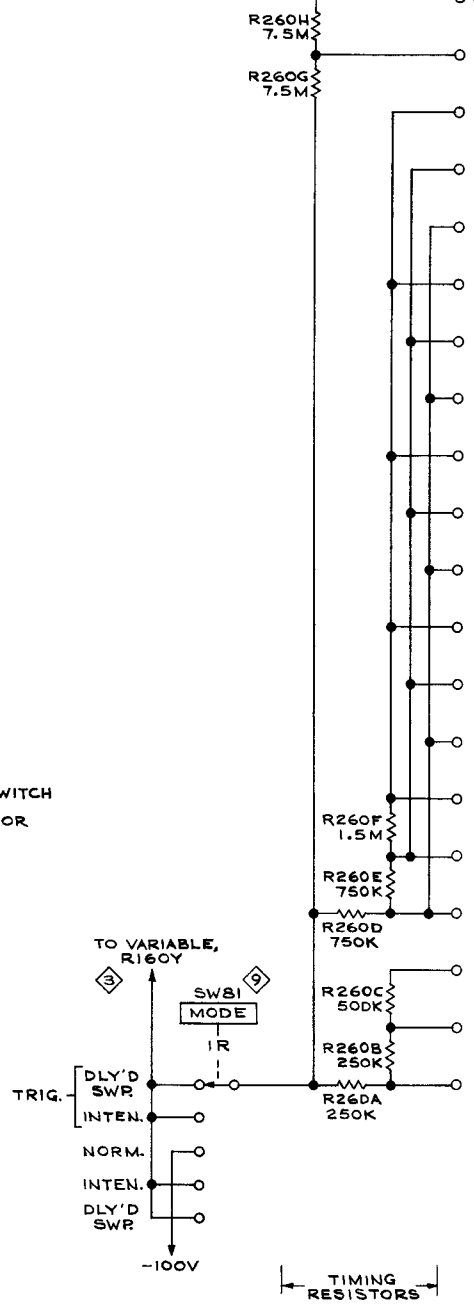 R260H
7.5M
R260G
7.5M
WITCH
OR
R260F
1.5M
R260E
750K
R260D
750K
TO VARIABLE,
R160Y
3
SW81
9
MODE
1R
R260C
500K
R260B
250K
R260A
250K
TRIG.
DLY'D
SWP.
INTEN.
NORM.
INTEN.
DLY'D
SWP.
-100V
TIMING
RESISTORS